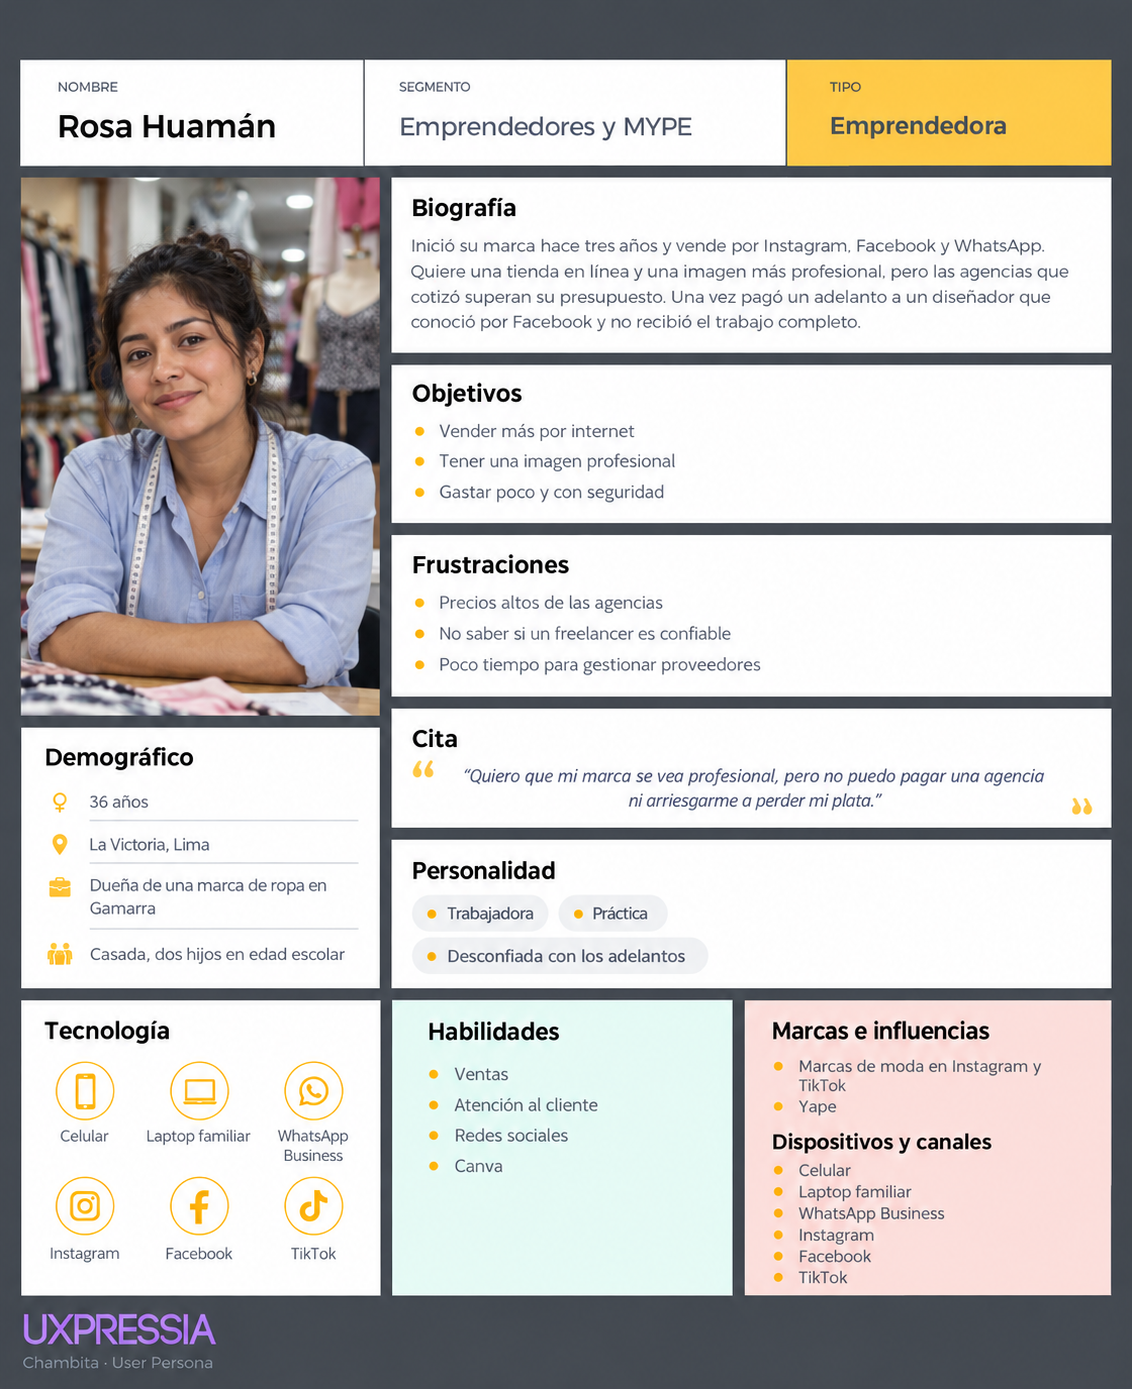 NOMBRE
Rosa Huamán
SEGMENTO
Emprendedores y MYPE
TIPO
Emprendedora
Biografía
Inició su marca hace tres años y vende por Instagram, Facebook y WhatsApp.
Quiere una tienda en línea y una imagen más profesional, pero las agencias que
cotizó superan su presupuesto. Una vez pagó un adelanto a un diseñador que
conoció por Facebook y no recibió el trabajo completo.
Objetivos
Vender más por internet
Tener una imagen profesional
Gastar poco y con seguridad
Frustraciones
Precios altos de las agencias
No saber si un freelancer es confiable
Poco tiempo para gestionar proveedores
Cita
“Quiero que mi marca se vea profesional, pero no puedo pagar una agencia
ni arriesgarme a perder mi plata.”
Demográfico
36 años
La Victoria, Lima
Dueña de una marca de ropa en
Gamarra
Casada, dos hijos en edad escolar
Personalidad
Trabajadora
Práctica
Desconfiada con los adelantos
Tecnología
Celular
Laptop familiar
WhatsApp
Business
Instagram
Facebook
TikTok
Habilidades
Ventas
Atención al cliente
Redes sociales
Canva
Marcas e influencias
Marcas de moda en Instagram y
TikTok
Yape
Dispositivos y canales
Celular
Laptop familiar
WhatsApp Business
Instagram
Facebook
TikTok
UXPRESSIA
Chambita · User Persona